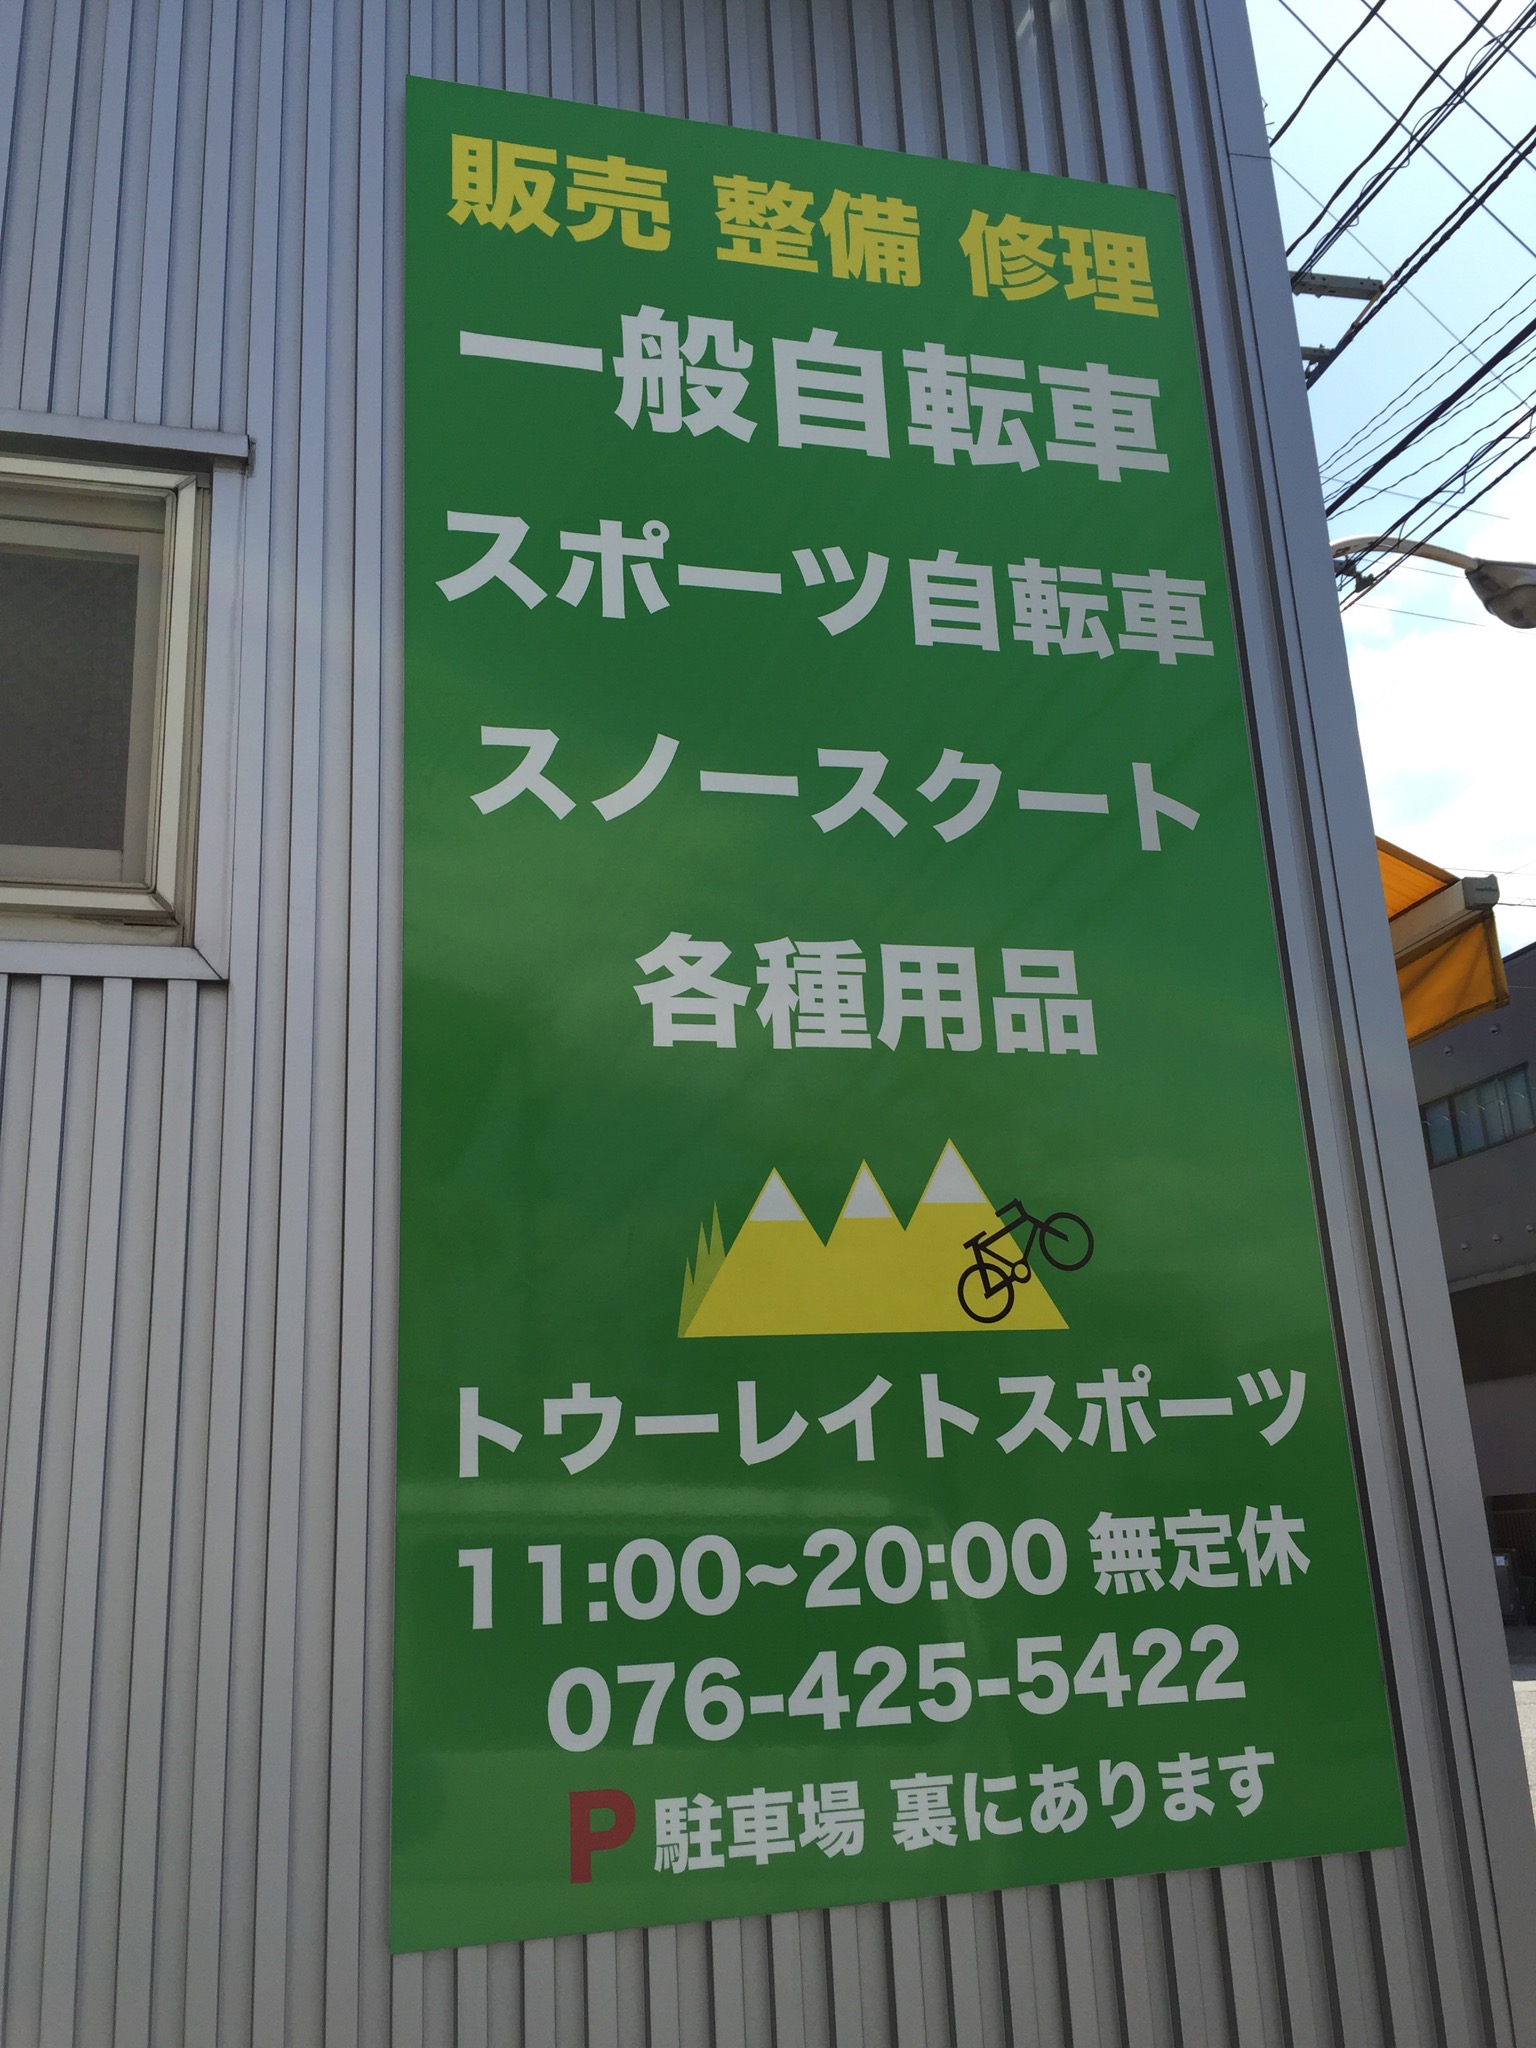 販売 整備 修理
一般自転車
スポーツ自転車
スノースクート
各種用品
トウーレイトスポーツ
11:00~20:00 無定休
076-425-5422
P 駐車場 裏にあります